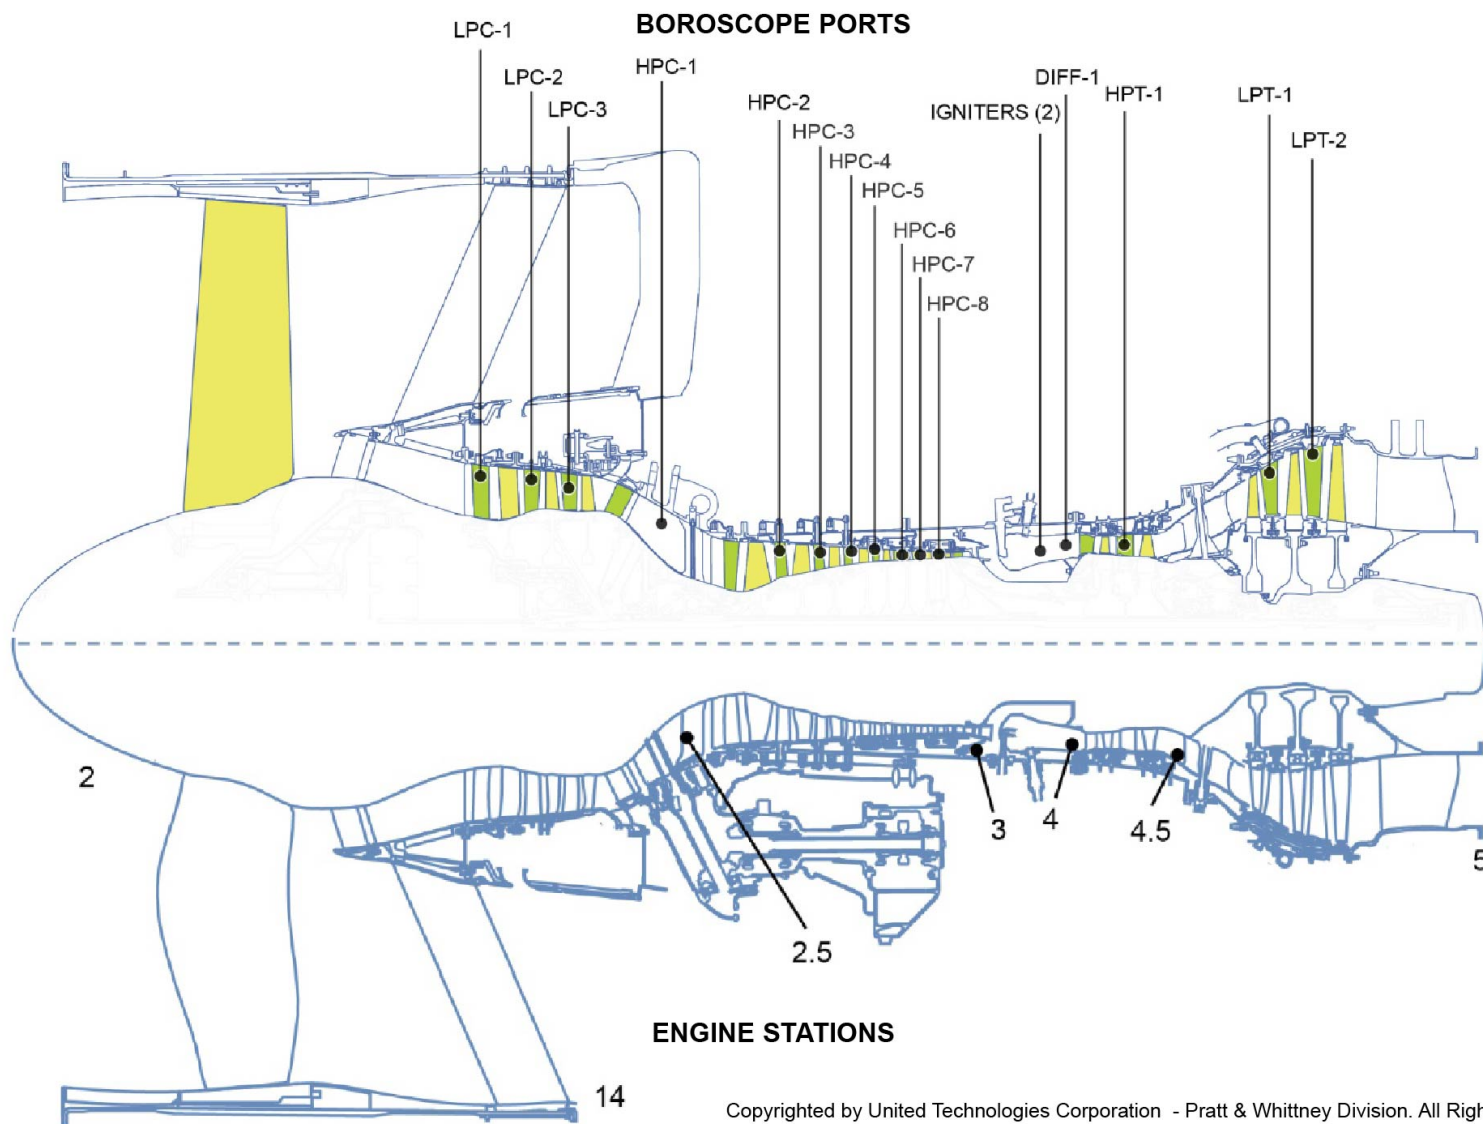 BOROSCOPE PORTS
LPC-1
LPC-2
LPC-3
HPC-1
HPC-2
HPC-3
HPC-4
HPC-5
HPC-6
HPC-7
HPC-8
IGNITERS (2)
DIFF-1
HPT-1
LPT-1
LPT-2
2
2.5
3
4
4.5
5
14
ENGINE STATIONS
Copyrighted by United Technologies Corporation - Pratt & Whittney Division. All Righ